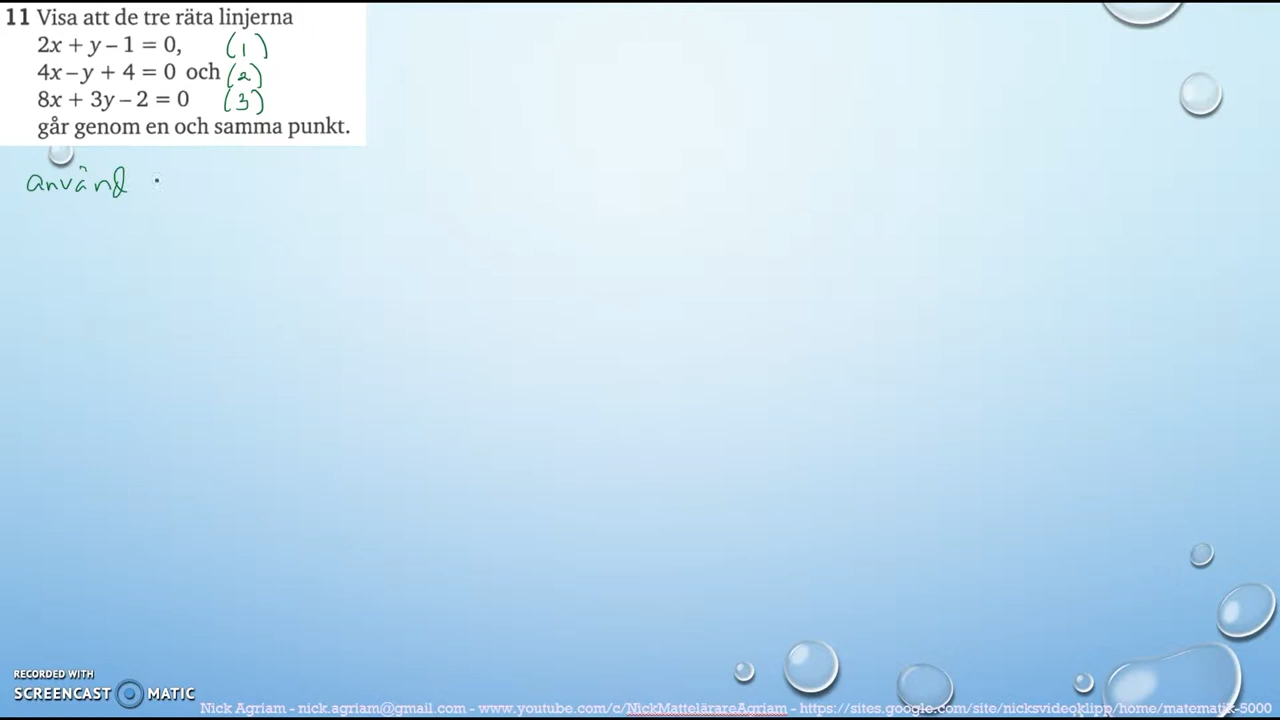 11 Visa att de tre räta linjerna
2x + y – 1 = 0, (1)
4x – y + 4 = 0 och (2)
8x + 3y – 2 = 0 (3)
går genom en och samma punkt.
använd
RECORDED WITH
SCREENCAST MATIC
Nick Agriam - nick.agriam@gmail.com - www.youtube.com/c/NickMattelärareAgriam - https://sites.google.com/site/nicksvideoklipp/home/matematik-5000